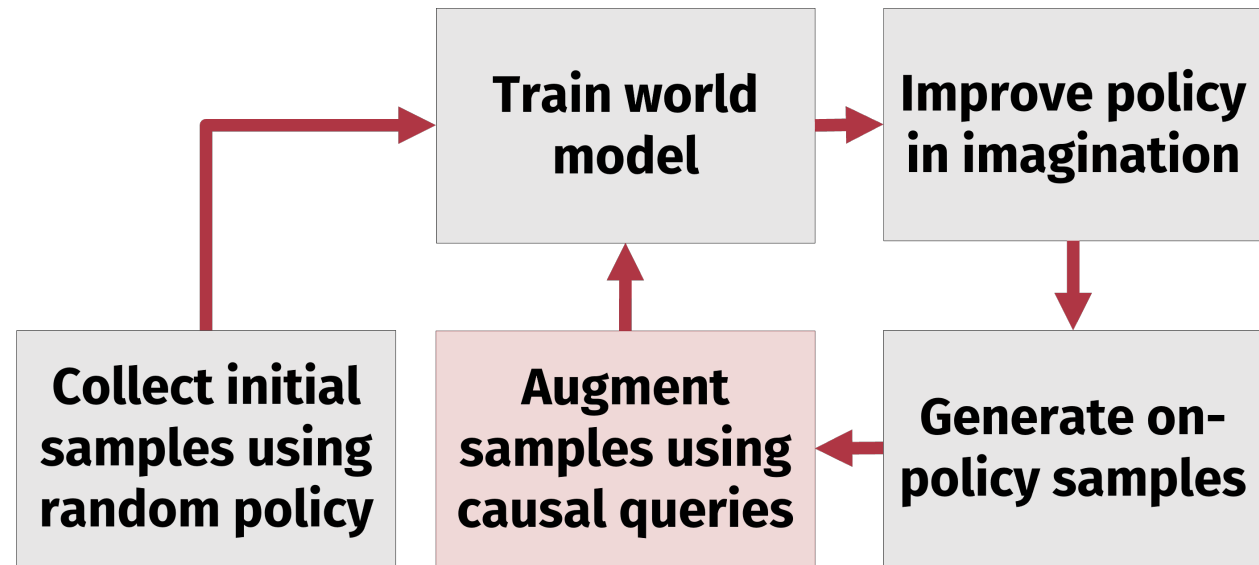 Train world
model
Improve policy
in imagination
Collect initial
samples using
random policy
Augment
samples using
causal queries
Generate on-
policy samples